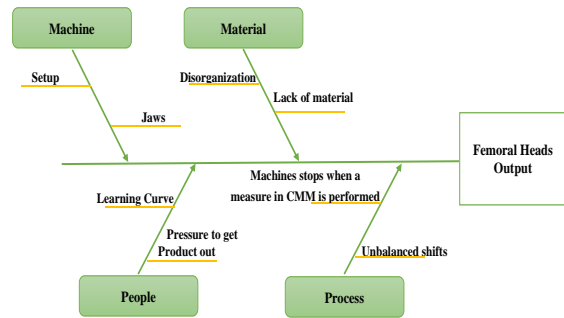 Machine
Material
Setup
Disorganization
Lack of material
Jaws
Femoral Heads
Output
Machines stops when a
measure in CMM is performed
Learning Curve
Pressure to get
Product out
Unbalanced shifts
People
Process